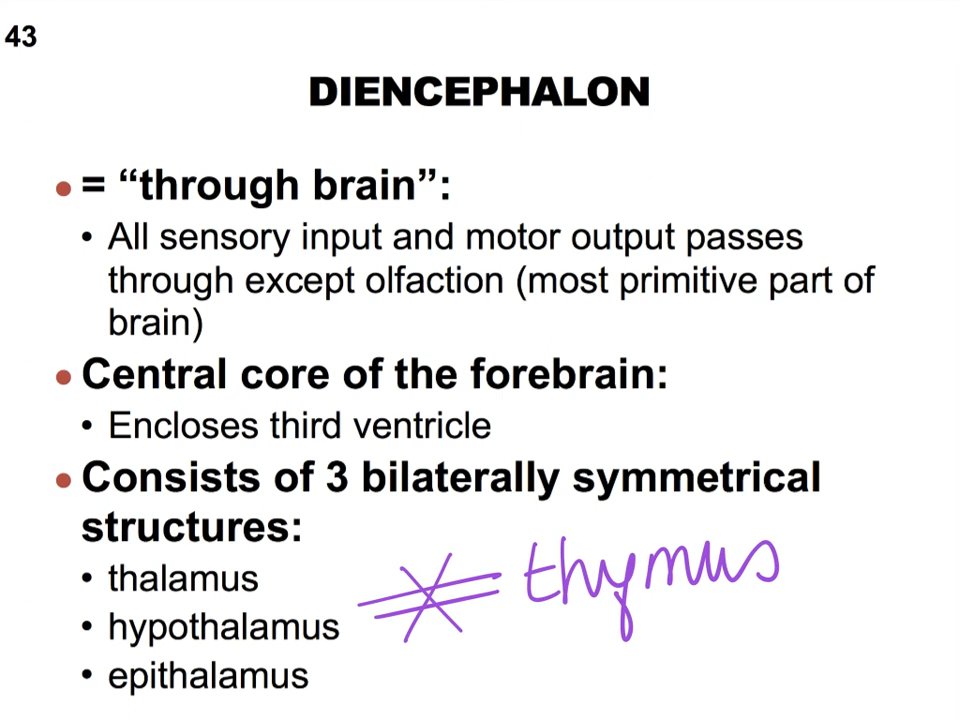 43
DIENCEPHALON
• = “through brain”:
• All sensory input and motor output passes
through except olfaction (most primitive part of
brain)
• Central core of the forebrain:
• Encloses third ventricle
• Consists of 3 bilaterally symmetrical
structures:
• thalamus
≠ thymus
• hypothalamus
• epithalamus